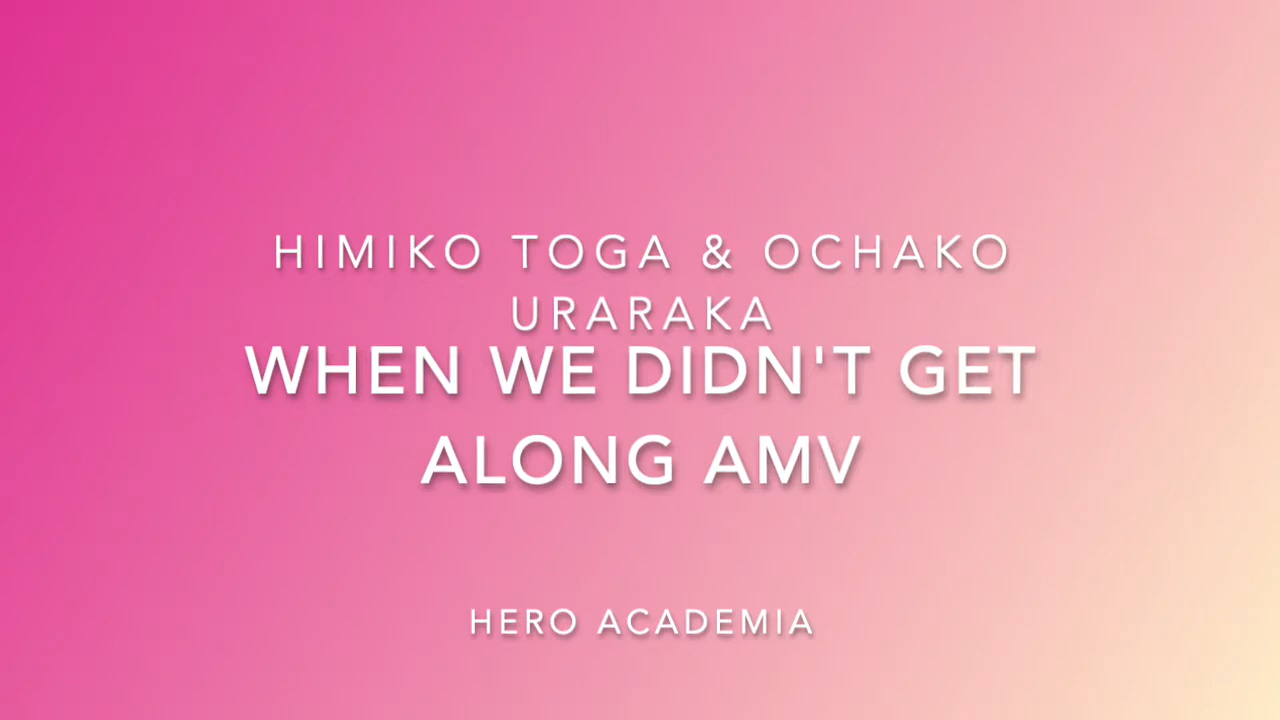 HIMIKO TOGA & OCHAKO
URARAKA
WHEN WE DIDN'T GET
ALONG AMV
HERO ACADEMIA